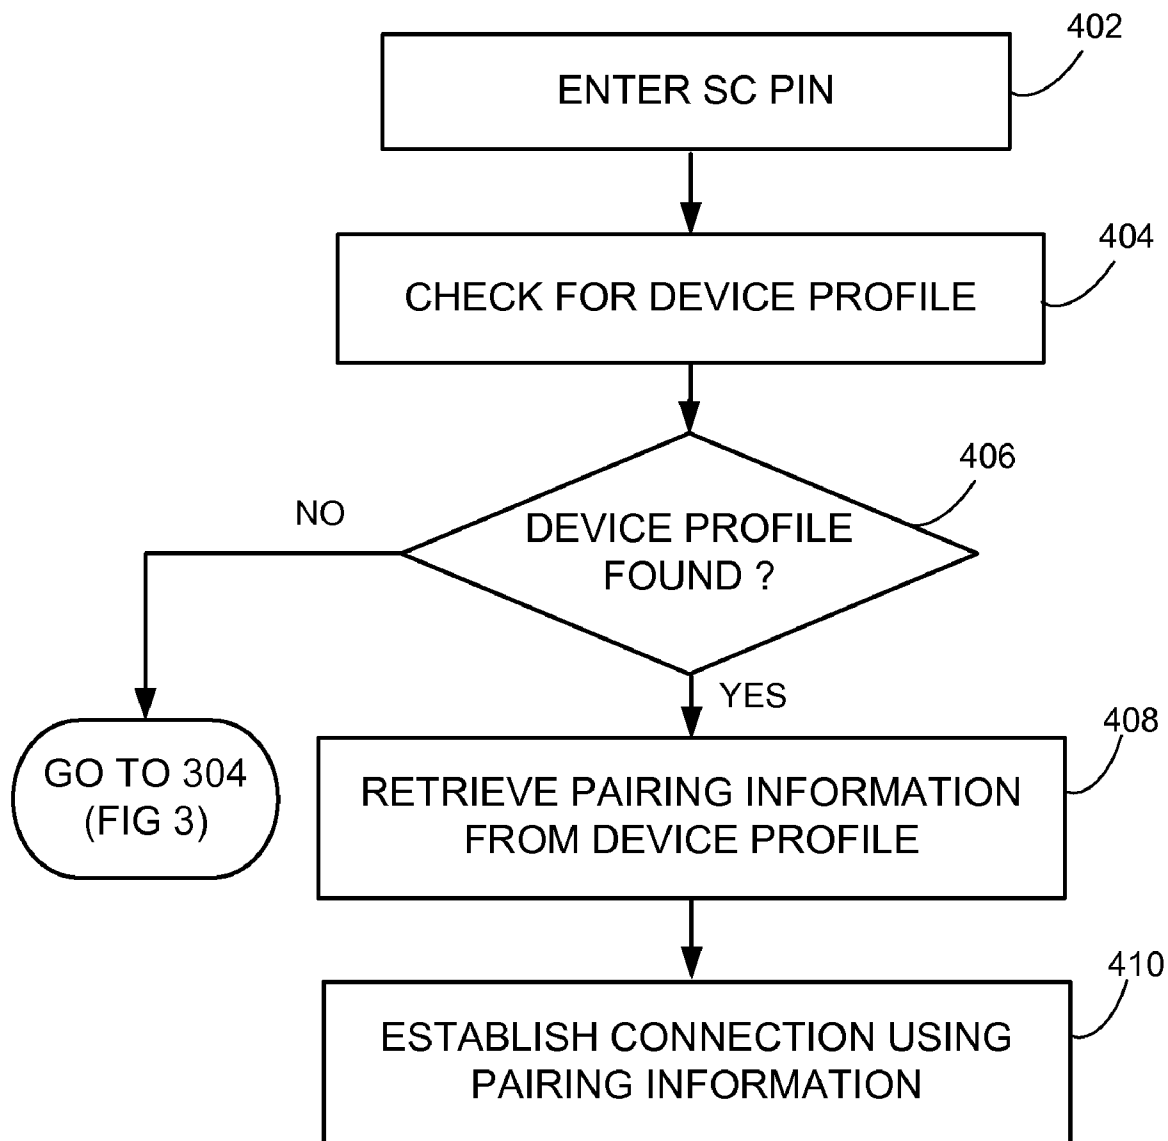 402
ENTER SC PIN
404
CHECK FOR DEVICE PROFILE
406
DEVICE PROFILE
FOUND ?
NO
YES
GO TO 304
(FIG 3)
408
RETRIEVE PAIRING INFORMATION
FROM DEVICE PROFILE
410
ESTABLISH CONNECTION USING
PAIRING INFORMATION